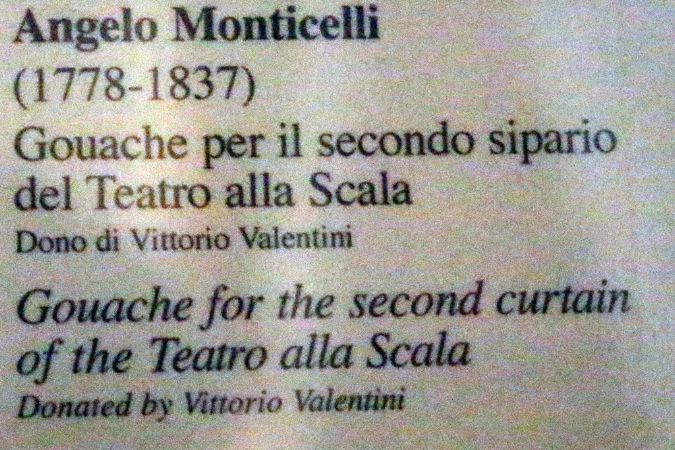 Angelo Monticelli
(1778-1837)
Gouache per il secondo sipario
del Teatro alla Scala
Dono di Vittorio Valentini
Gouache for the second curtain
of the Teatro alla Scala
Donated by Vittorio Valentini